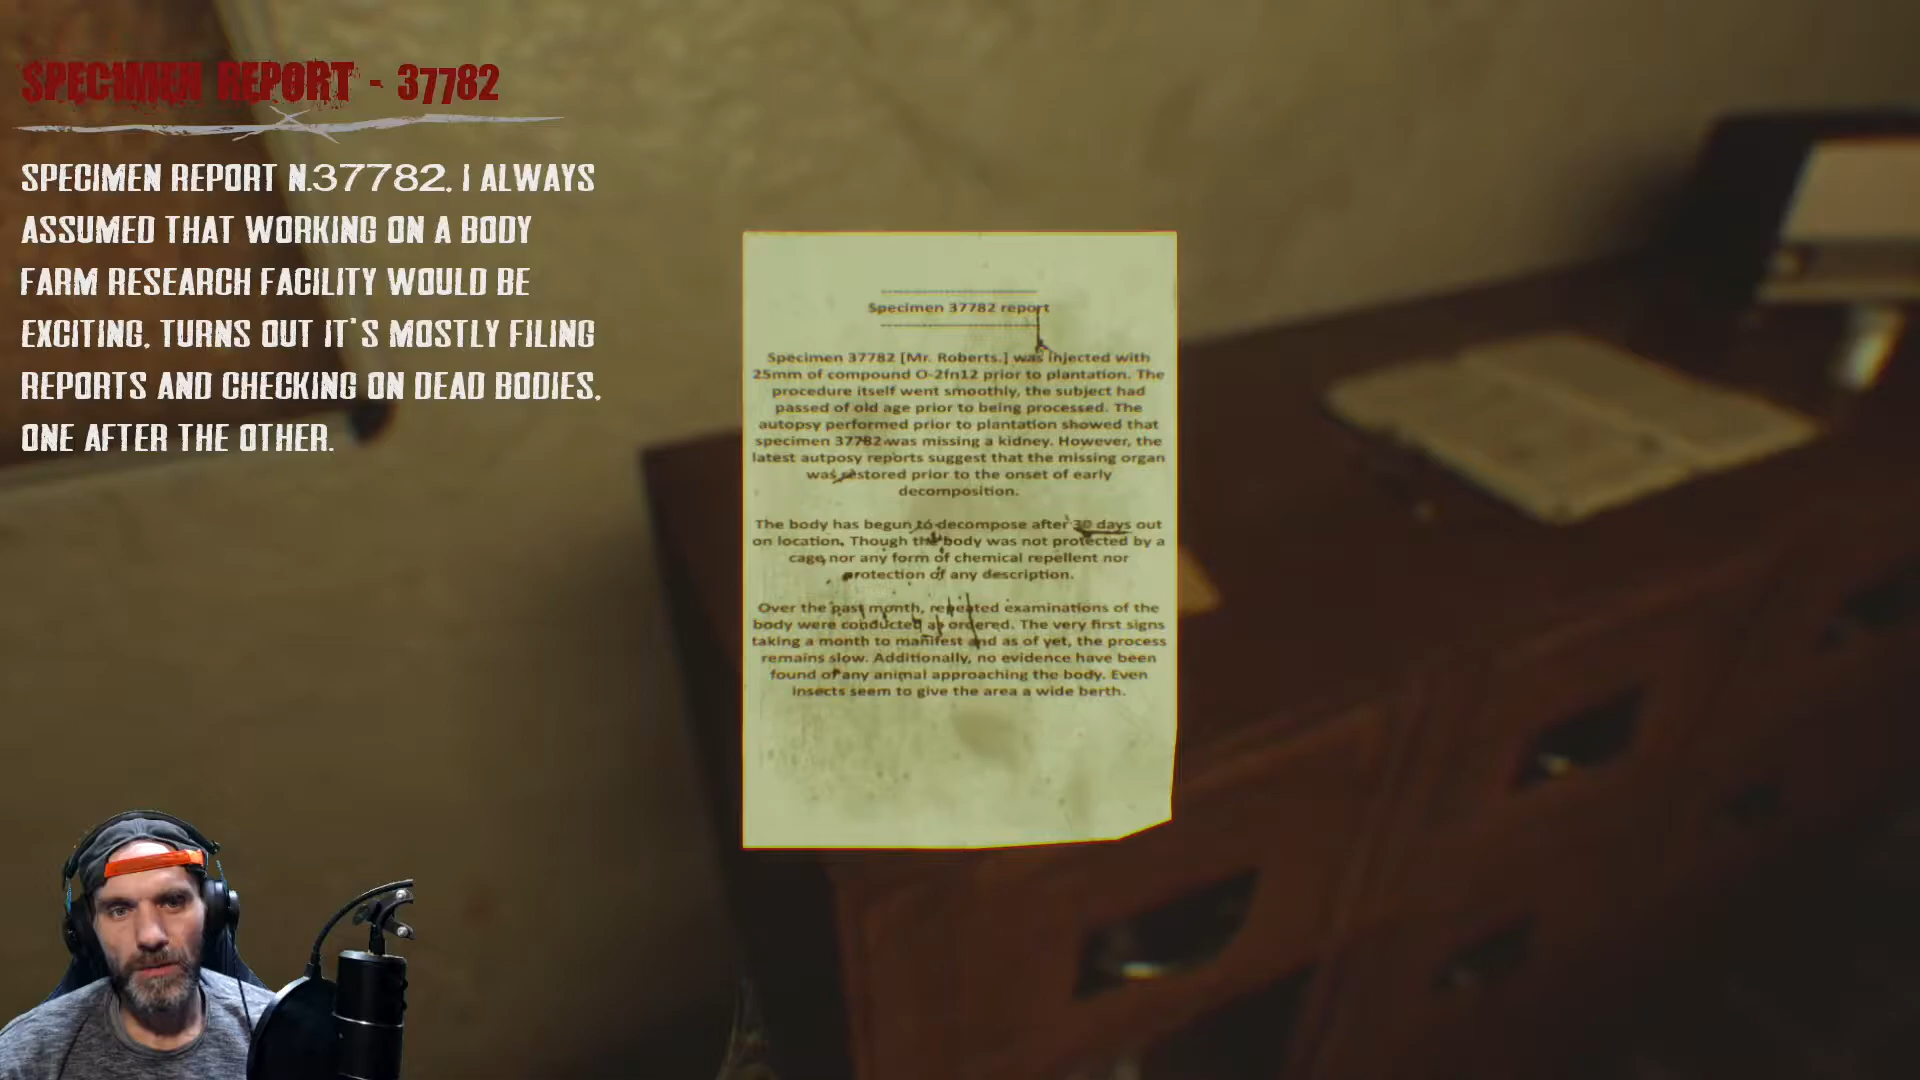 SPECIMEN REPORT - 37782
SPECIMEN REPORT N.37782. I ALWAYS
ASSUMED THAT WORKING ON A BODY
FARM RESEARCH FACILITY WOULD BE
EXCITING. TURNS OUT IT'S MOSTLY FILING
REPORTS AND CHECKING ON DEAD BODIES.
ONE AFTER THE OTHER.
Specimen 37782 report
Specimen 37782 [Mr. Roberts.] was injected with
25mm of compound O-2fn12 prior to plantation. The
procedure itself went smoothly, the subject had
passed of old age prior to being processed. The
autopsy performed prior to plantation showed that
specimen 37782 was missing a kidney. However, the
latest autposy reports suggest that the missing organ
was restored prior to the onset of early
decomposition.
The body has begun to decompose after 30 days out
on location. Though the body was not protected by a
cage nor any form of chemical repellent nor
protection of any description.
Over the past month, repeated examinations of the
body were conducted as ordered. The very first signs
taking a month to manifest and as of yet, the process
remains slow. Additionally, no evidence have been
found of any animal approaching the body. Even
insects seem to give the area a wide berth.